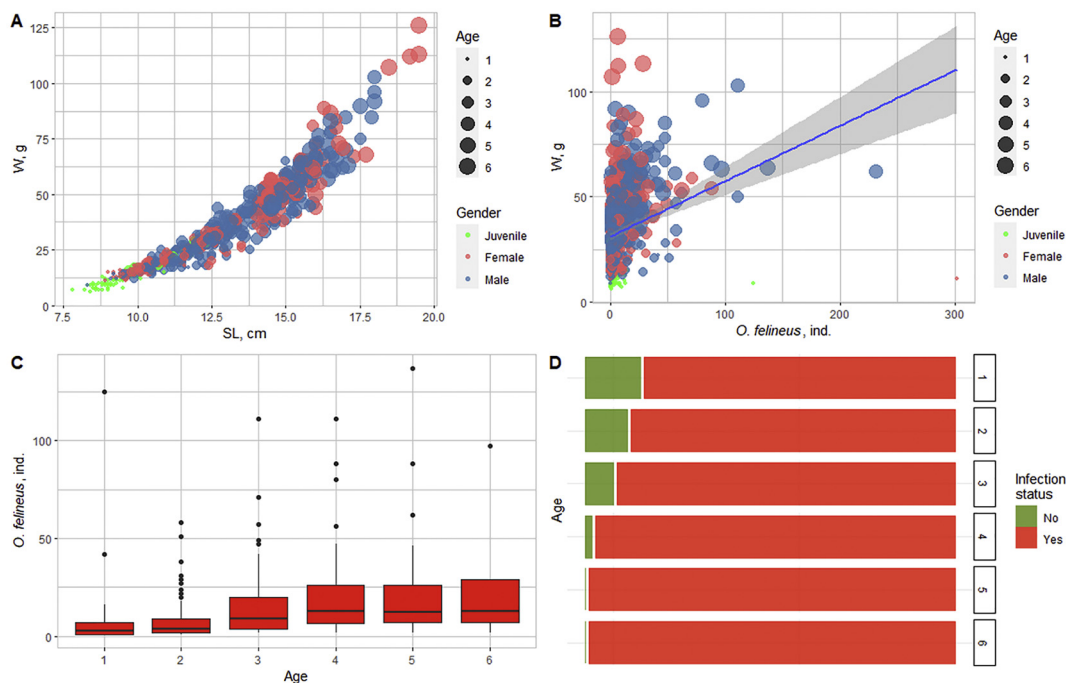 A
W, g
125
100
75
50
25
0
7.5 10.0 12.5 15.0 17.5 20.0
SL, cm
Age
1
2
3
4
5
6
Gender
Juvenile
Female
Male
B
W, g
100
50
0
0 100 200 300
O. felineus, ind.
Age
1
2
3
4
5
6
Gender
Juvenile
Female
Male
C
O. felineus, ind.
100
50
0
1 2 3 4 5 6
Age
D
Age
1
2
3
4
5
6
Infection
status
No
Yes